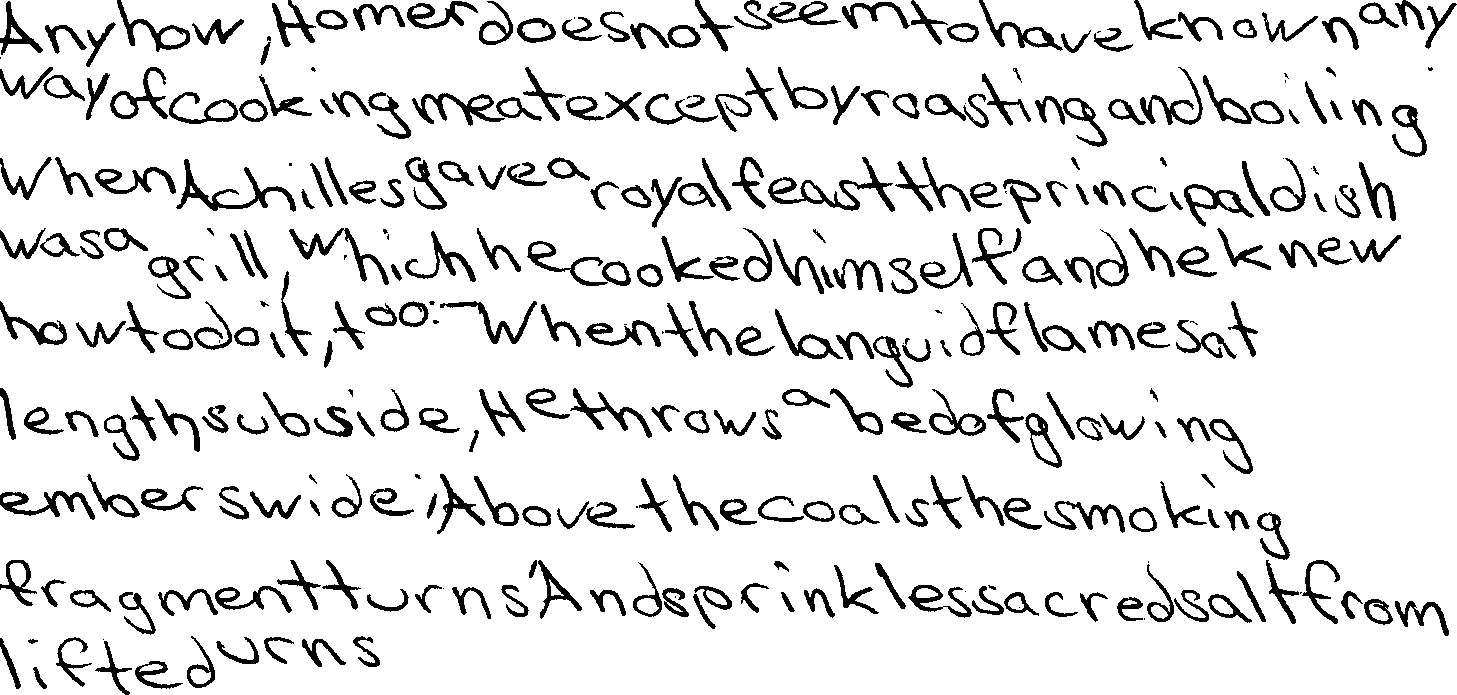 Anyhow, Homer does not seem to have known any
way of cooking meat except by roasting and boiling
When Achilles gave a royal feast the principal dish
was a grill, which he cooked himself' and he knew
how to do it, too:- When the languid flames at
length subside, He throws a bed of glowing
embers wide; Above the coals the smoking
fragment turns' And sprinkles sacred salt from
lifted urns